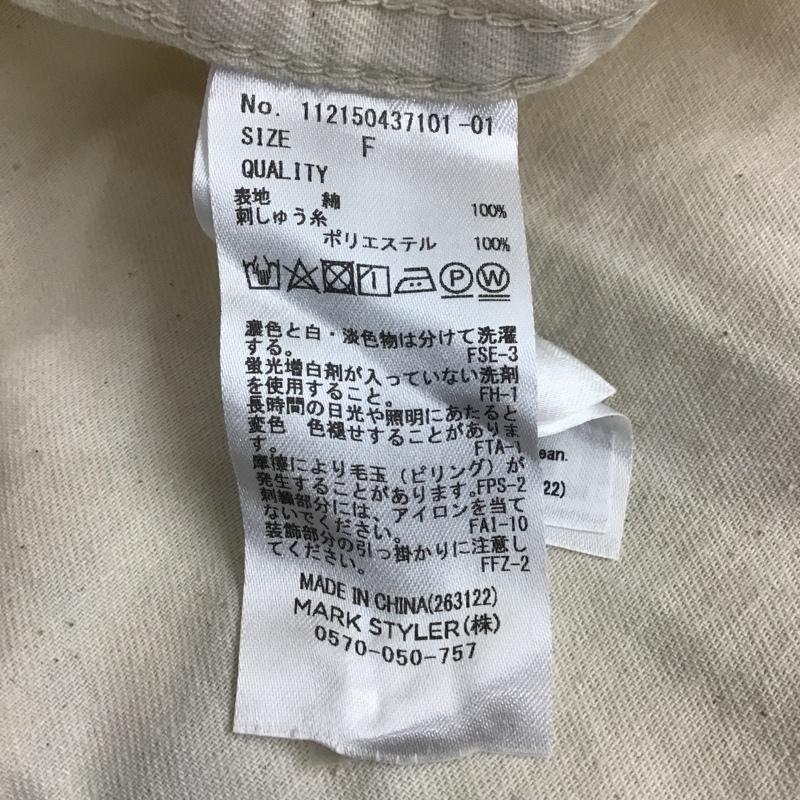 No. 112150437101-01
SIZE F
QUALITY
表地 綿 100%
刺しゅう糸
ポリエステル 100%
P W
濃色と白・淡色物は分けて洗濯
する。 FSE-3
蛍光増白剤が入っていない洗剤
を使用すること。 FH-1
長時間の日光や照明にあたると
変色 色褪せすることがありま
す。 FTA-1
摩擦により毛玉（ピリング）が
発生することがあります。FPS-2
刺繍部分には、アイロンを当て
ないでください。 FAI-10
装飾部分の引っ掛かりに注意し
てください。 FFZ-2
MADE IN CHINA(263122)
MARK STYLER(株)
0570-050-757
ean.
22)